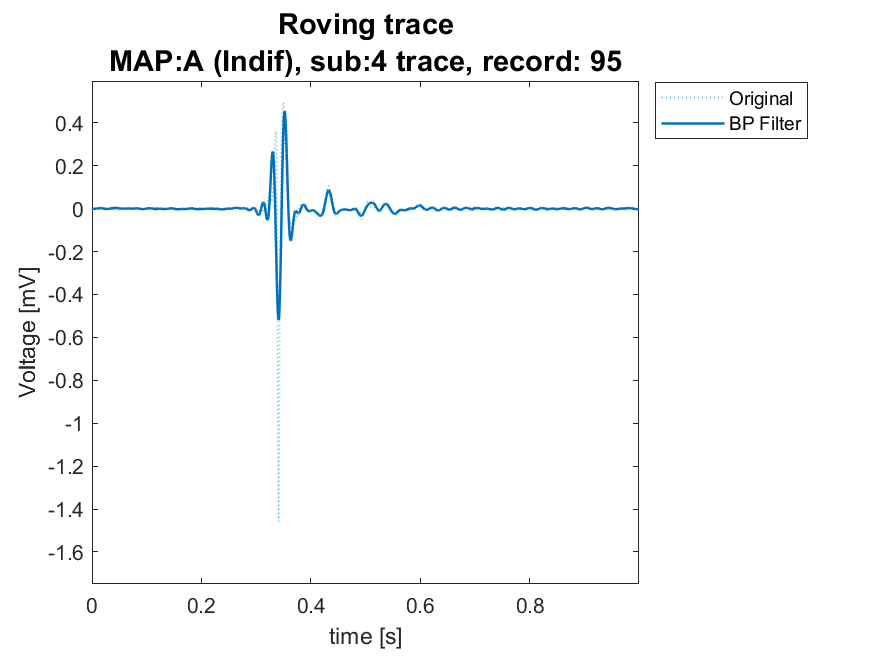 Roving trace
MAP:A (Indif), sub:4 trace, record: 95
Original
BP Filter
0.4
0.2
0
-0.2
-0.4
-0.6
-0.8
-1
-1.2
-1.4
-1.6
Voltage [mV]
0 0.2 0.4 0.6 0.8
time [s]